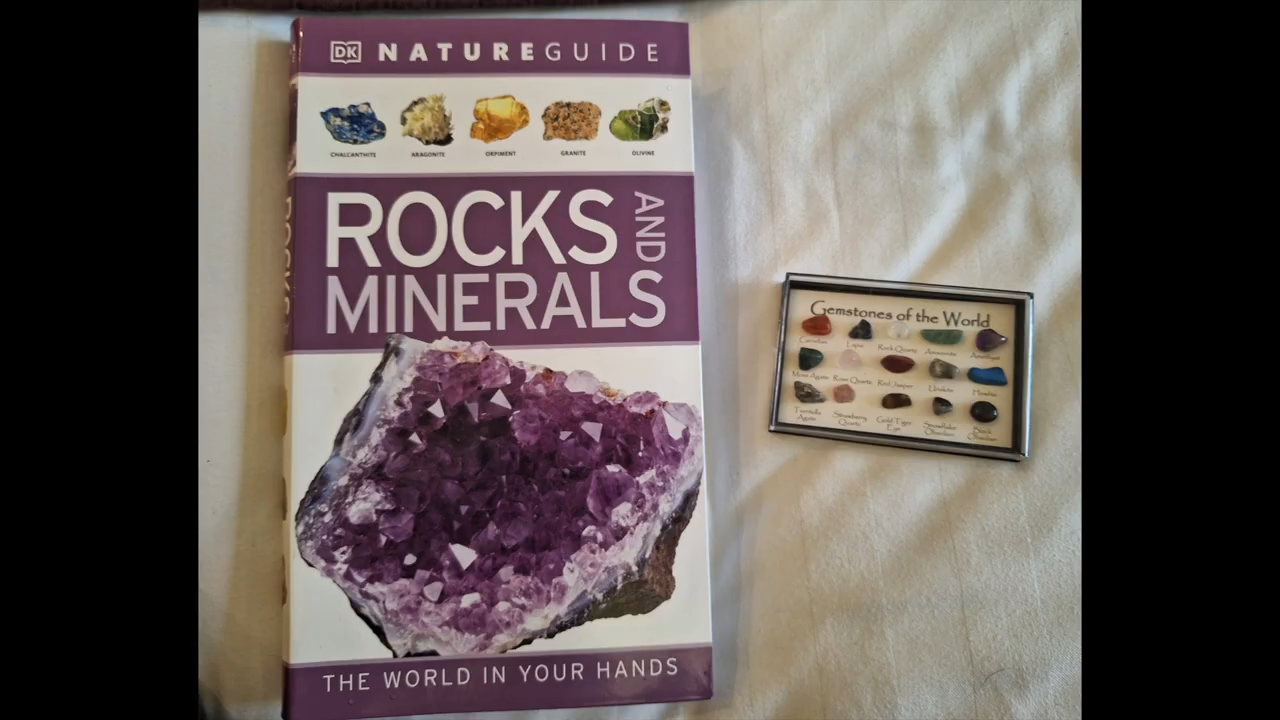 DK NATUREGUIDE
CHALCANTHITE ARAGONITE ORPIMENT GRANITE OLIVINE
ROCKS AND
MINERALS
THE WORLD IN YOUR HANDS
Gemstones of the World
Carnelian Lapis Rock Quartz Amazonite Amethyst
Moss Agate Rose Quartz Red Jasper Unakite Howlite
Turritella Agate Strawberry Quartz Gold Tiger Eye Snowflake Obsidian Black Obsidian